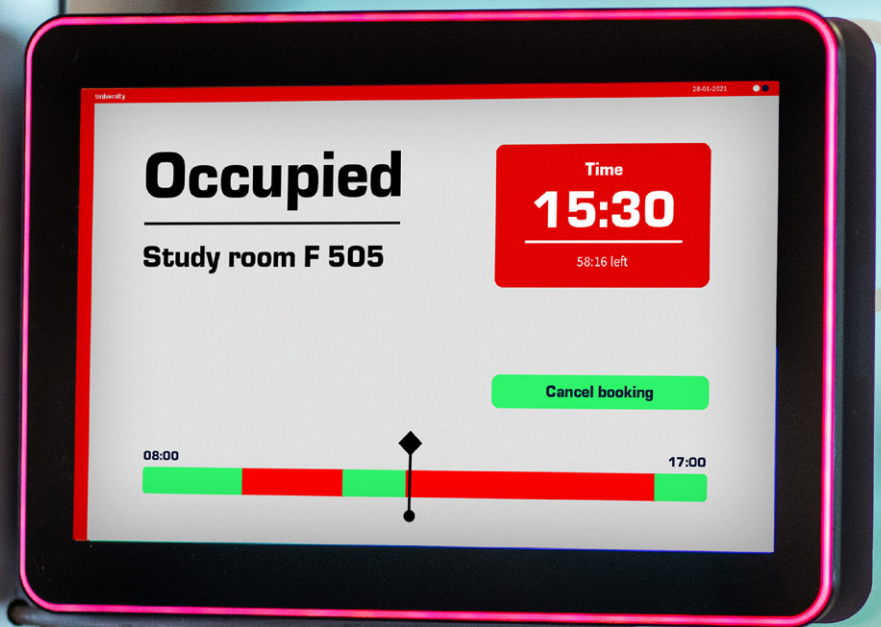 University
28-01-2021
Occupied
Study room F 505
Time
15:30
58:16 left
Cancel booking
08:00
17:00